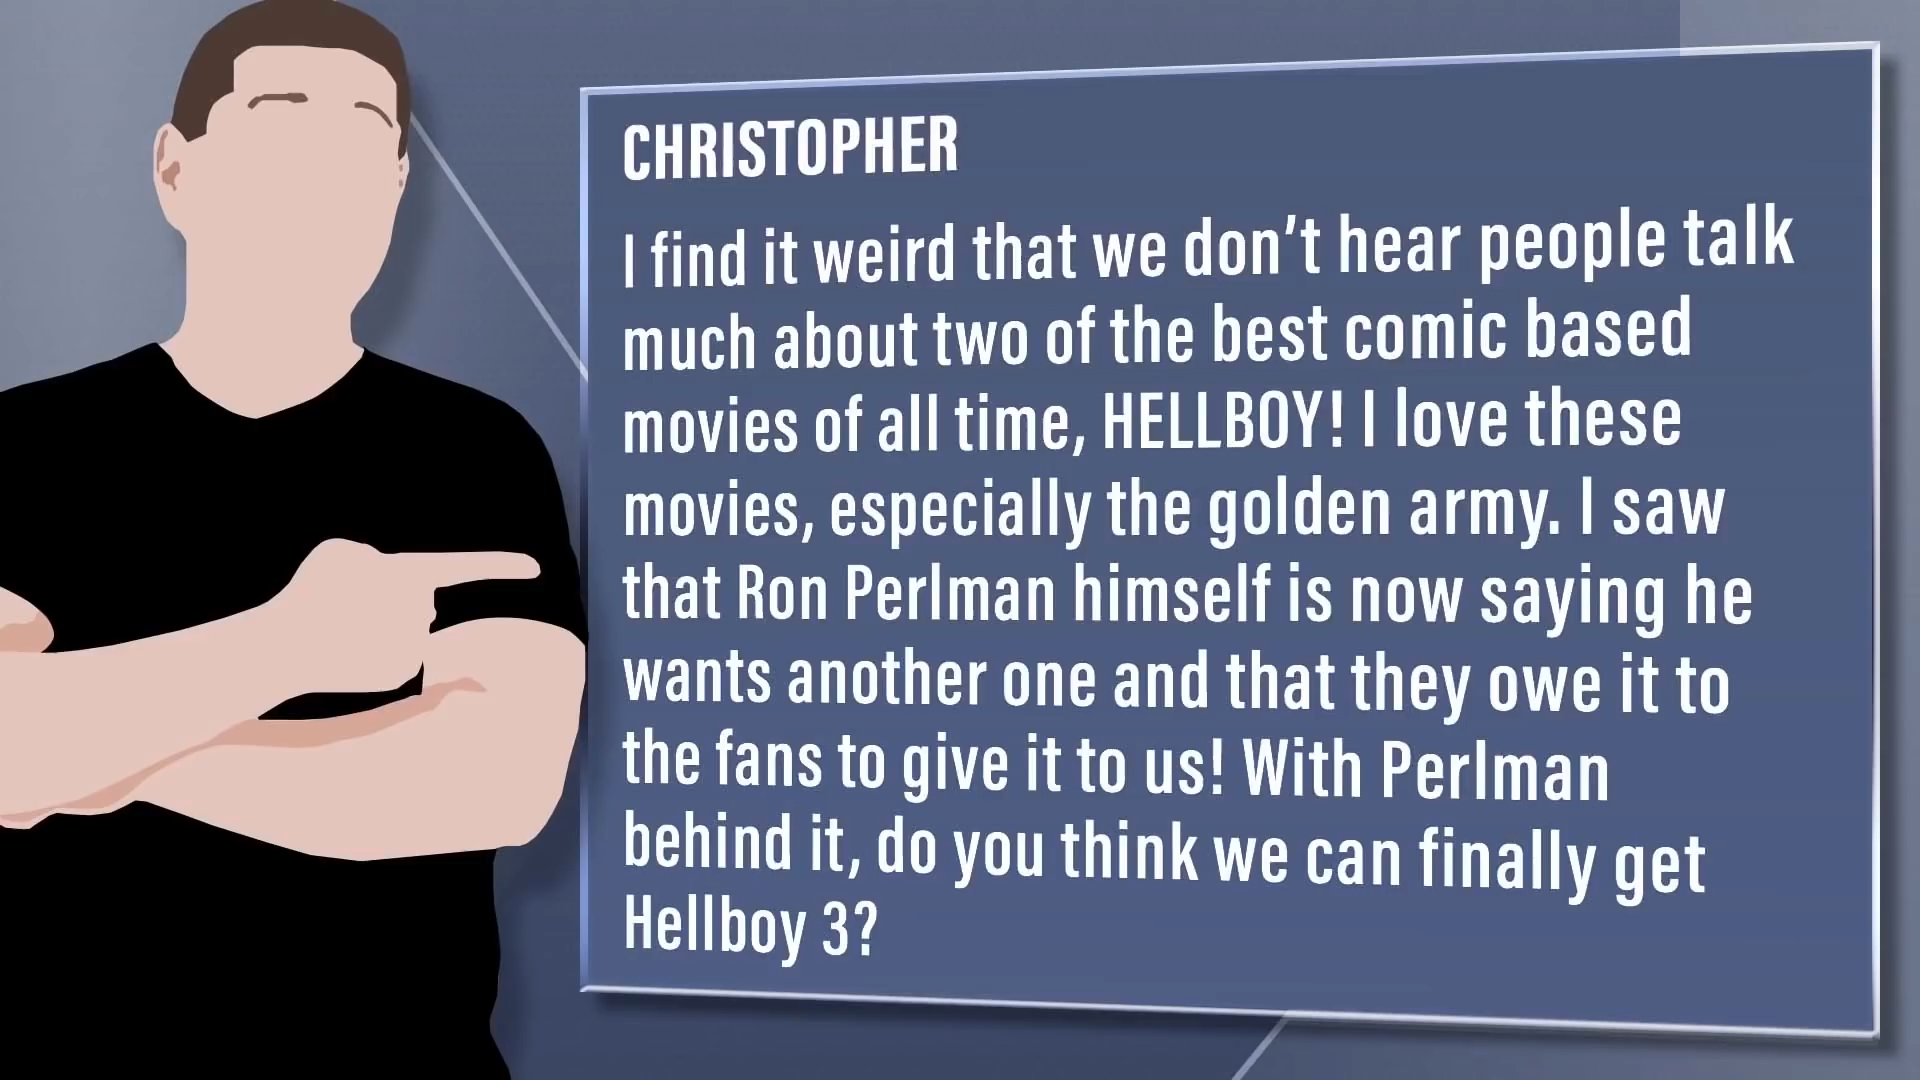 CHRISTOPHER
I find it weird that we don't hear people talk
much about two of the best comic based
movies of all time, HELLBOY! I love these
movies, especially the golden army. I saw
that Ron Perlman himself is now saying he
wants another one and that they owe it to
the fans to give it to us! With Perlman
behind it, do you think we can finally get
Hellboy 3?